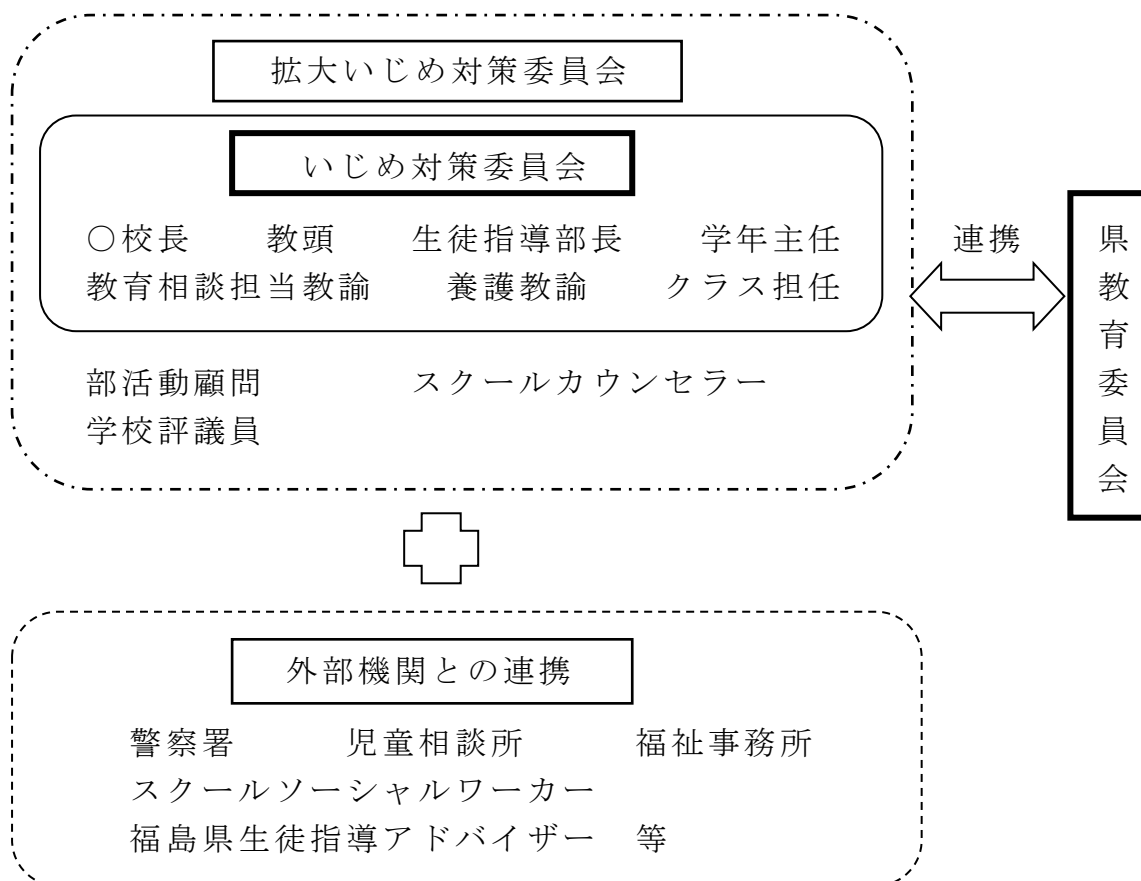 拡大いじめ対策委員会
いじめ対策委員会
○校長 教頭 生徒指導部長 学年主任
教育相談担当教諭 養護教諭 クラス担任
部活動顧問 スクールカウンセラー
学校評議員
連携
県教育委員会
外部機関との連携
警察署 児童相談所 福祉事務所
スクールソーシャルワーカー
福島県生徒指導アドバイザー 等